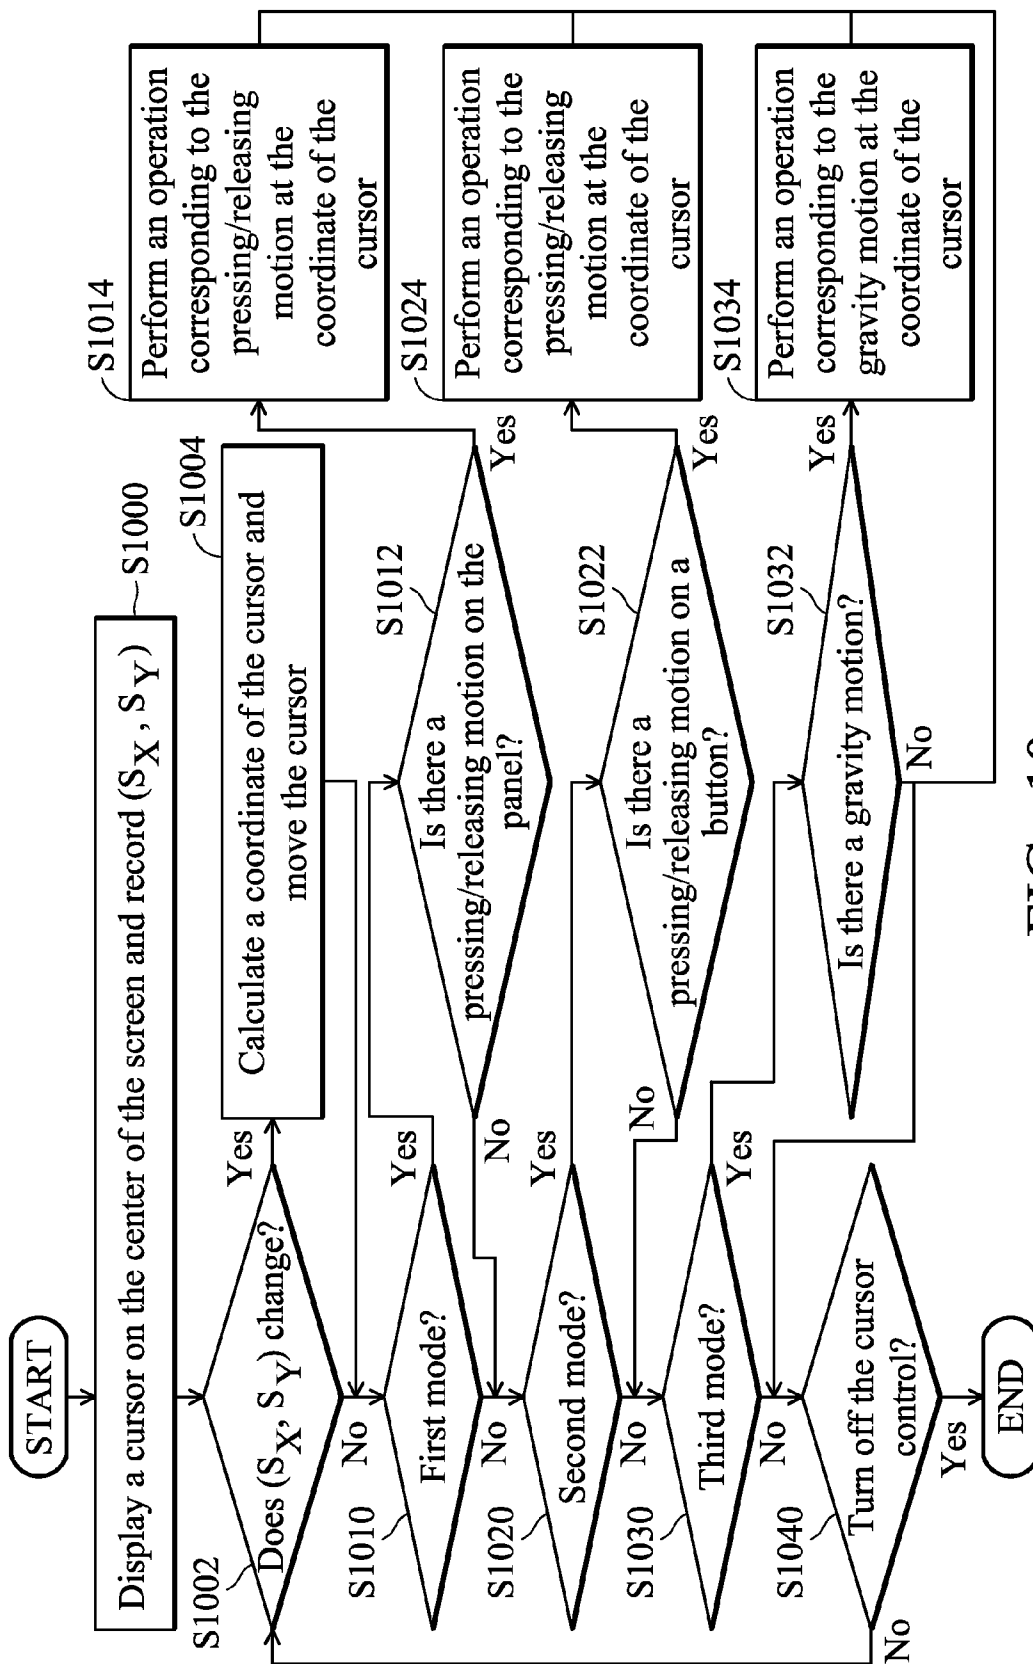 START
Display a cursor on the center of the screen and record (SX, SY)
S1000
S1002
Does (SX, SY) change?
Yes
No
S1004
Calculate a coordinate of the cursor and
move the cursor
S1010
First mode?
Yes
No
S1012
Is there a
pressing/releasing motion on the
panel?
No
Yes
S1014
Perform an operation
corresponding to the
pressing/releasing
motion at the
coordinate of the
cursor
S1020
Second mode?
Yes
No
S1022
Is there a
pressing/releasing motion on a
button?
No
Yes
S1024
Perform an operation
corresponding to the
pressing/releasing
motion at the
coordinate of the
cursor
S1030
Third mode?
Yes
No
S1032
Is there a gravity motion?
Yes
No
S1034
Perform an operation
corresponding to the
gravity motion at the
coordinate of the
cursor
S1040
Turn off the cursor
control?
No
Yes
END